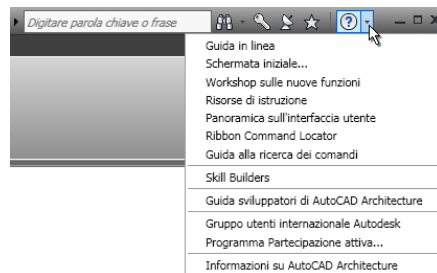 Digitare parola chiave o frase
Guida in linea
Schermata iniziale...
Workshop sulle nuove funzioni
Risorse di istruzione
Panoramica sull'interfaccia utente
Ribbon Command Locator
Guida alla ricerca dei comandi
Skill Builders
Guida sviluppatori di AutoCAD Architecture
Gruppo utenti internazionale Autodesk
Programma Partecipazione attiva...
Informazioni su AutoCAD Architecture